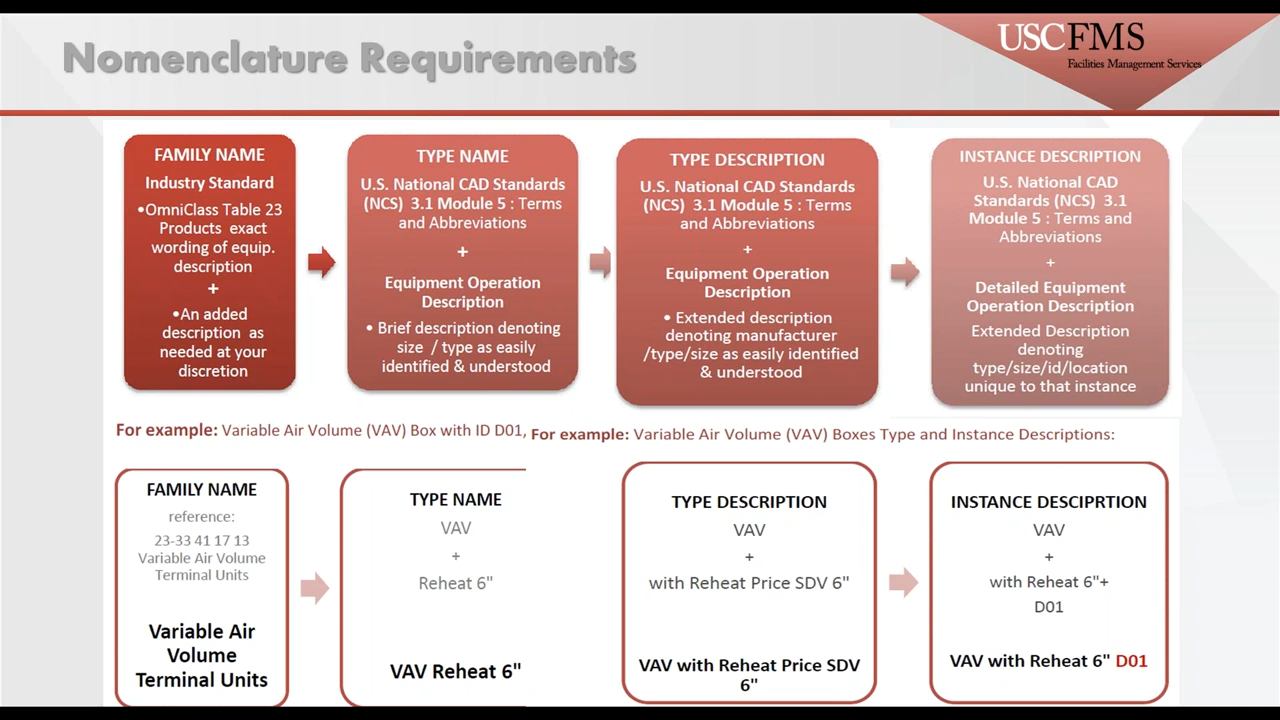 Nomenclature Requirements
USCFMS
Facilities Management Services
FAMILY NAME
Industry Standard
•OmniClass Table 23
Products exact
wording of equip.
description
+
•An added
description as
needed at your
discretion
TYPE NAME
U.S. National CAD Standards
(NCS) 3.1 Module 5 : Terms
and Abbreviations
+
Equipment Operation
Description
• Brief description denoting
size / type as easily
identified & understood
TYPE DESCRIPTION
U.S. National CAD Standards
(NCS) 3.1 Module 5 : Terms
and Abbreviations
+
Equipment Operation
Description
• Extended description
denoting manufacturer
/type/size as easily identified
& understood
INSTANCE DESCRIPTION
U.S. National CAD
Standards (NCS) 3.1
Module 5 : Terms and
Abbreviations
+
Detailed Equipment
Operation Description
Extended Description
denoting
type/size/id/location
unique to that instance
For example: Variable Air Volume (VAV) Box with ID D01,
For example: Variable Air Volume (VAV) Boxes Type and Instance Descriptions:
FAMILY NAME
reference:
23-33 41 17 13
Variable Air Volume
Terminal Units
Variable Air
Volume
Terminal Units
TYPE NAME
VAV
+
Reheat 6"
VAV Reheat 6"
TYPE DESCRIPTION
VAV
+
with Reheat Price SDV 6"
VAV with Reheat Price SDV
6"
INSTANCE DESCIPRTION
VAV
+
with Reheat 6"+
D01
VAV with Reheat 6" D01